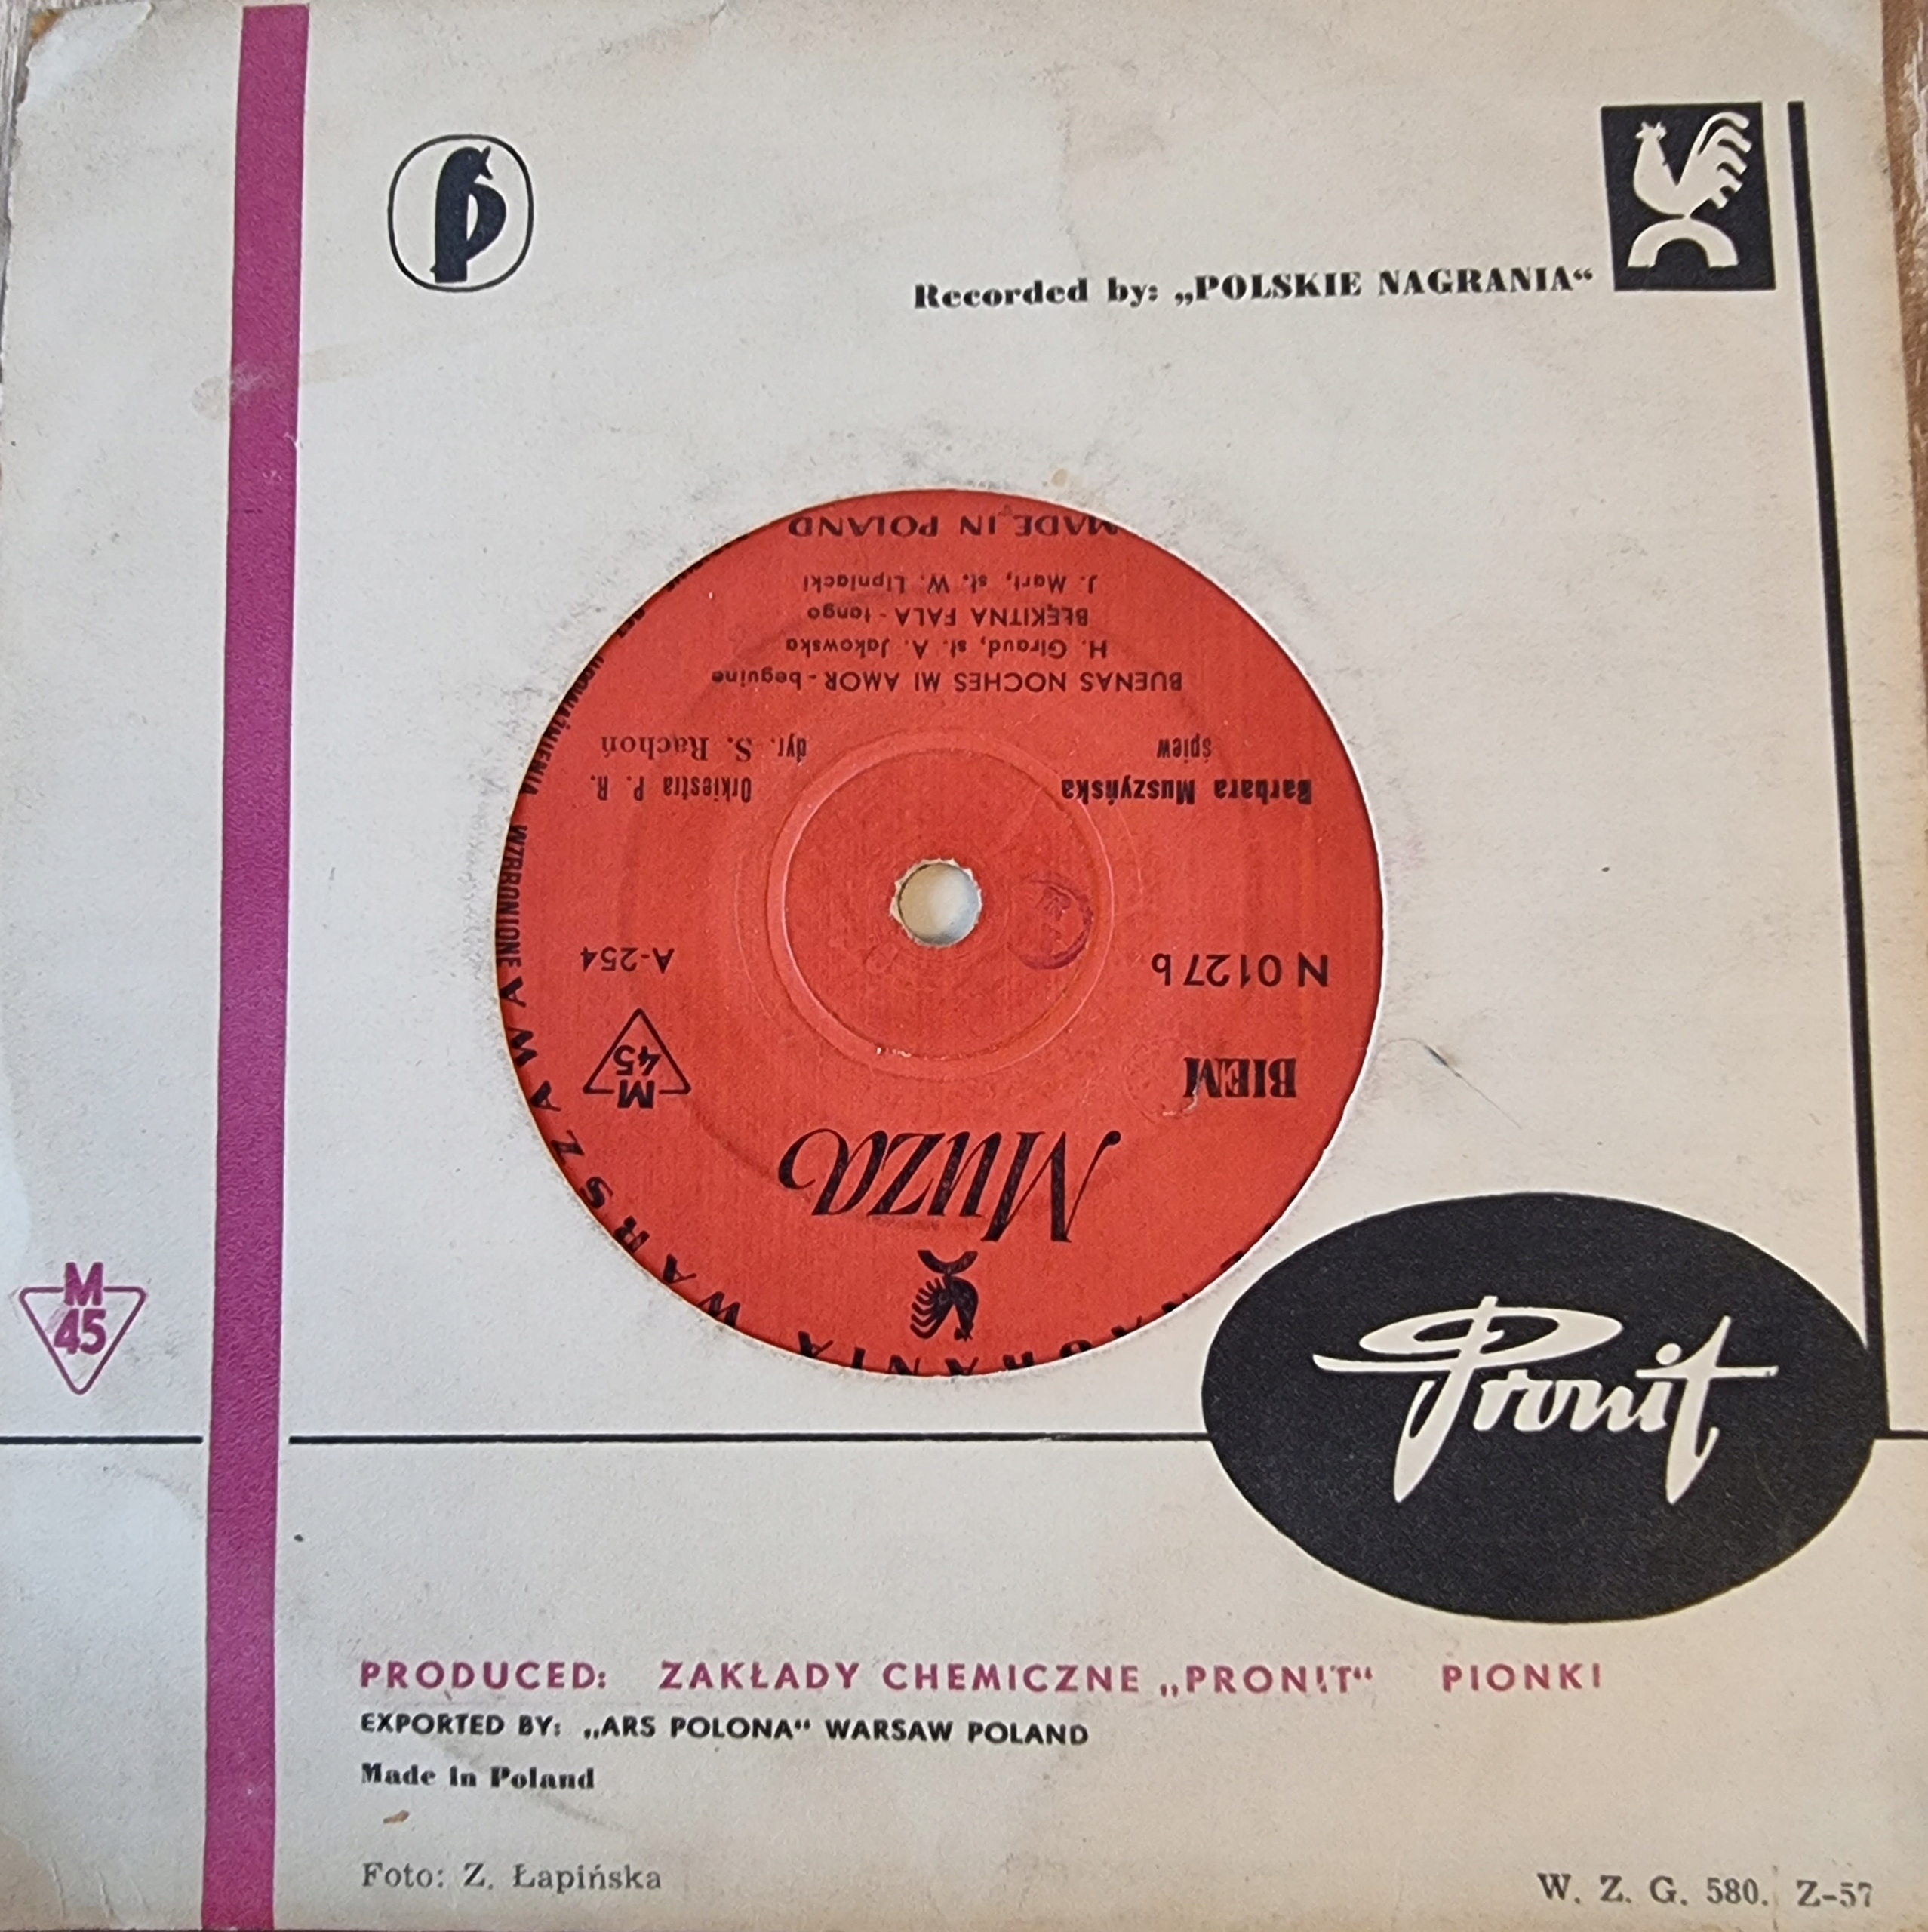 Recorded by: „POLSKIE NAGRANIA“
WARSZAWA
WZBRONIONE
Muza
BIEM
M
45
N 0127 b
A-254
Barbara Muszyńska
śpiew
Orkiestra P. R.
dyr. S. Rachoń
BUENAS NOCHES MI AMOR - beguine
H. Giraud, sł. A. Jakowska
BŁĘKITNA FALA - tango
J. Mari, sł. W. Lipniacki
MADE IN POLAND
M
45
Pronit
PRODUCED: ZAKŁADY CHEMICZNE „PRONIT“ PIONKI
EXPORTED BY: „ARS POLONA“ WARSAW POLAND
Made in Poland
Foto: Z. Łapińska
W. Z. G. 580. Z-57